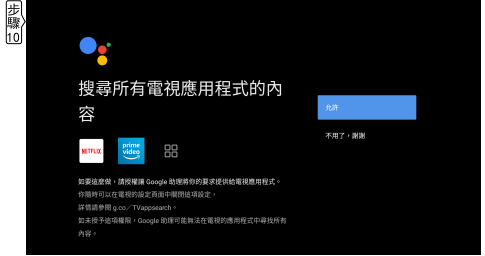 步驟10
搜尋所有電視應用程式的內
容
NETFLIX
prime
video
允許
不用了，謝謝
如要這麼做，請授權讓 Google 助理將你的要求提供給電視應用程式。
你隨時可以在電視的設定頁面中關閉這項設定，
詳情請參閱 g.co／TVappsearch。
如未授予這項權限，Google 助理可能無法在電視的應用程式中尋找所有
內容。